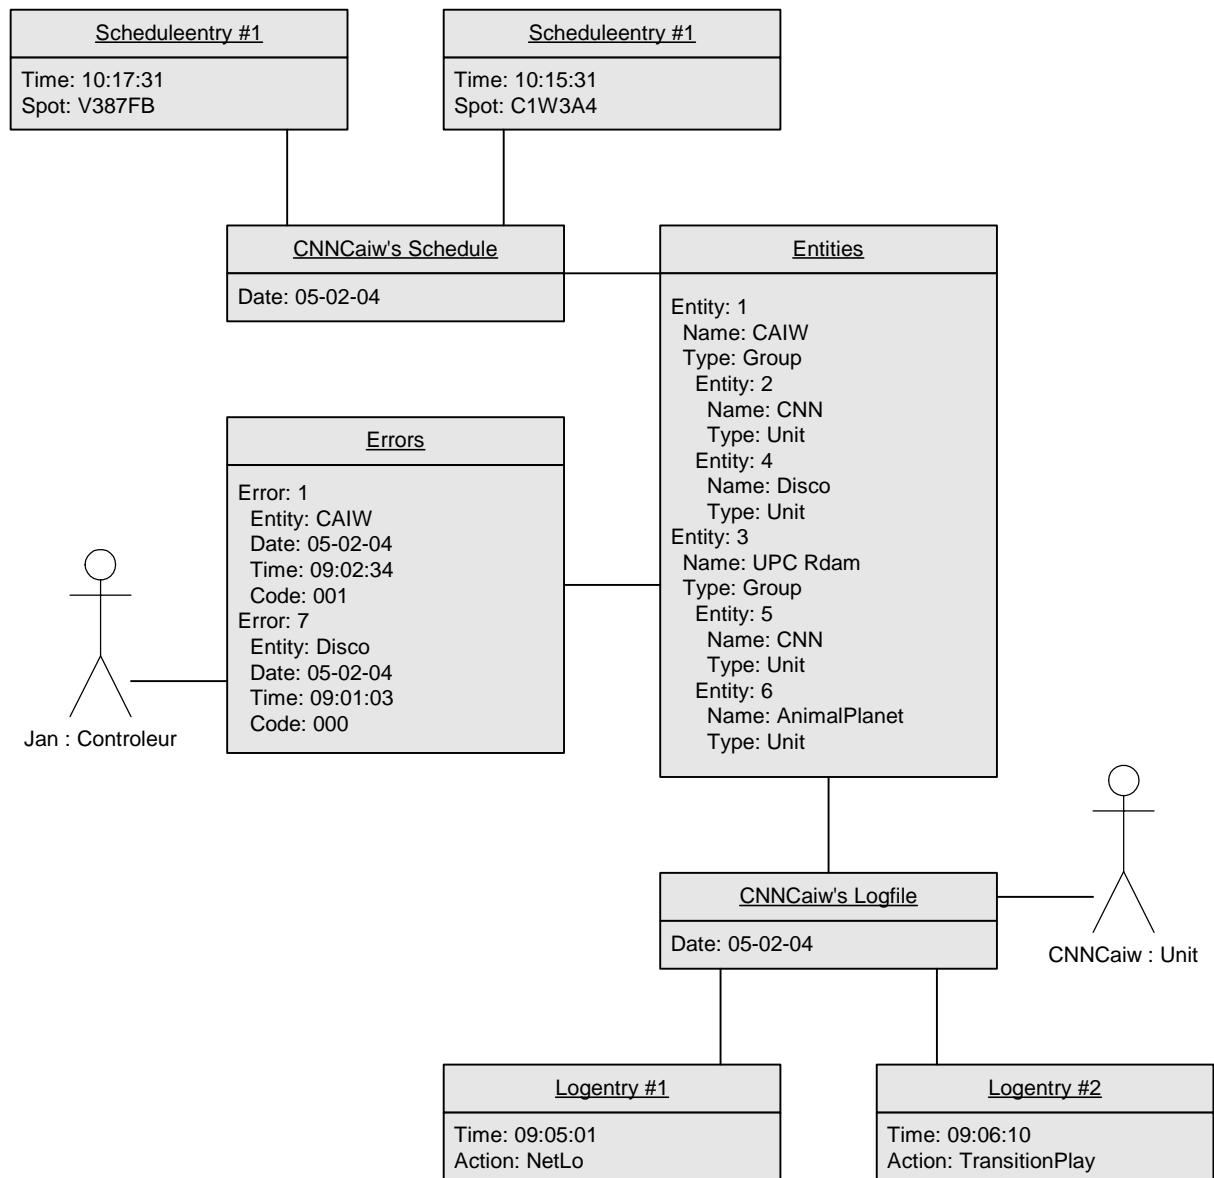 Scheduleentry #1
Time: 10:17:31
Spot: V387FB
Scheduleentry #1
Time: 10:15:31
Spot: C1W3A4
CNNCaiw's Schedule
Date: 05-02-04
Entities
Entity: 1
Name: CAIW
Type: Group
Entity: 2
Name: CNN
Type: Unit
Entity: 4
Name: Disco
Type: Unit
Entity: 3
Name: UPC Rdam
Type: Group
Entity: 5
Name: CNN
Type: Unit
Entity: 6
Name: AnimalPlanet
Type: Unit
Errors
Error: 1
Entity: CAIW
Date: 05-02-04
Time: 09:02:34
Code: 001
Error: 7
Entity: Disco
Date: 05-02-04
Time: 09:01:03
Code: 000
Jan : Controleur
CNNCaiw's Logfile
Date: 05-02-04
CNNCaiw : Unit
Logentry #1
Time: 09:05:01
Action: NetLo
Logentry #2
Time: 09:06:10
Action: TransitionPlay